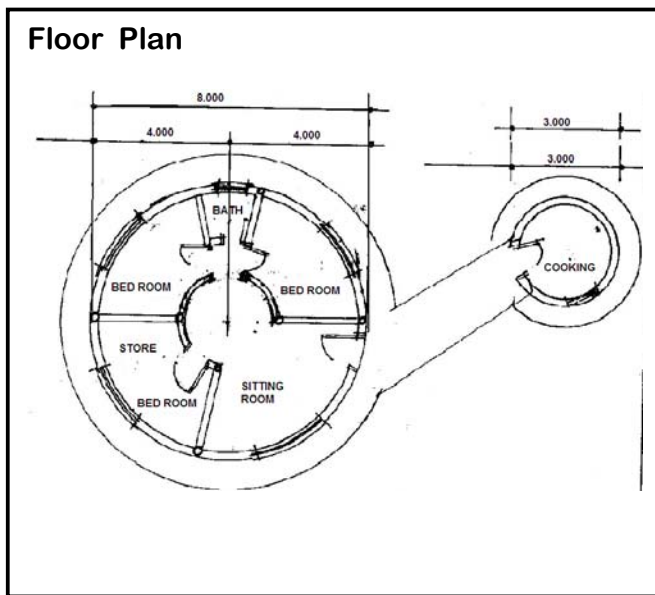 Floor Plan
8.000
4.000
4.000
3.000
3.000
BATH
COOKING
BED ROOM
BED ROOM
STORE
BED ROOM
SITTING
ROOM